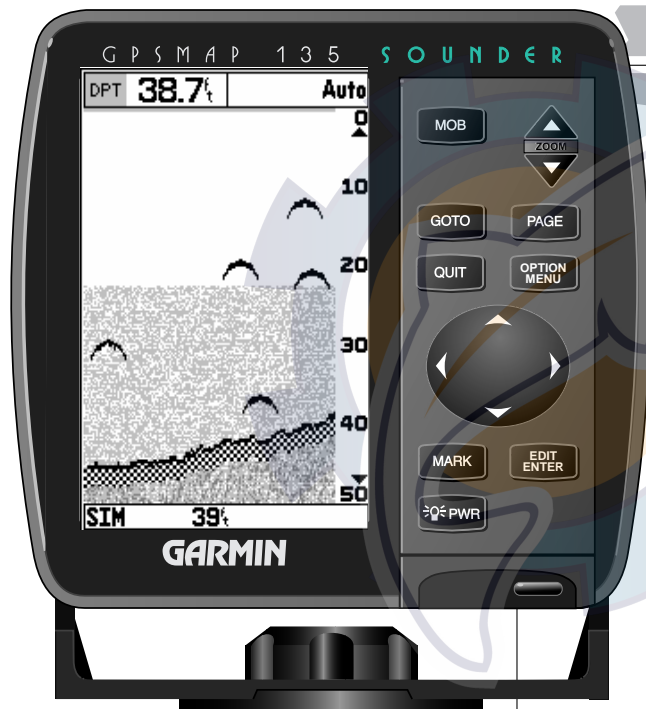 GPSMAP 135 SOUNDER
DPT 38.7ft Auto
0
10
20
30
40
50
SIM 39ft
GARMIN
MOB
ZOOM
GOTO PAGE
QUIT OPTION
MENU
MARK EDIT
ENTER
PWR